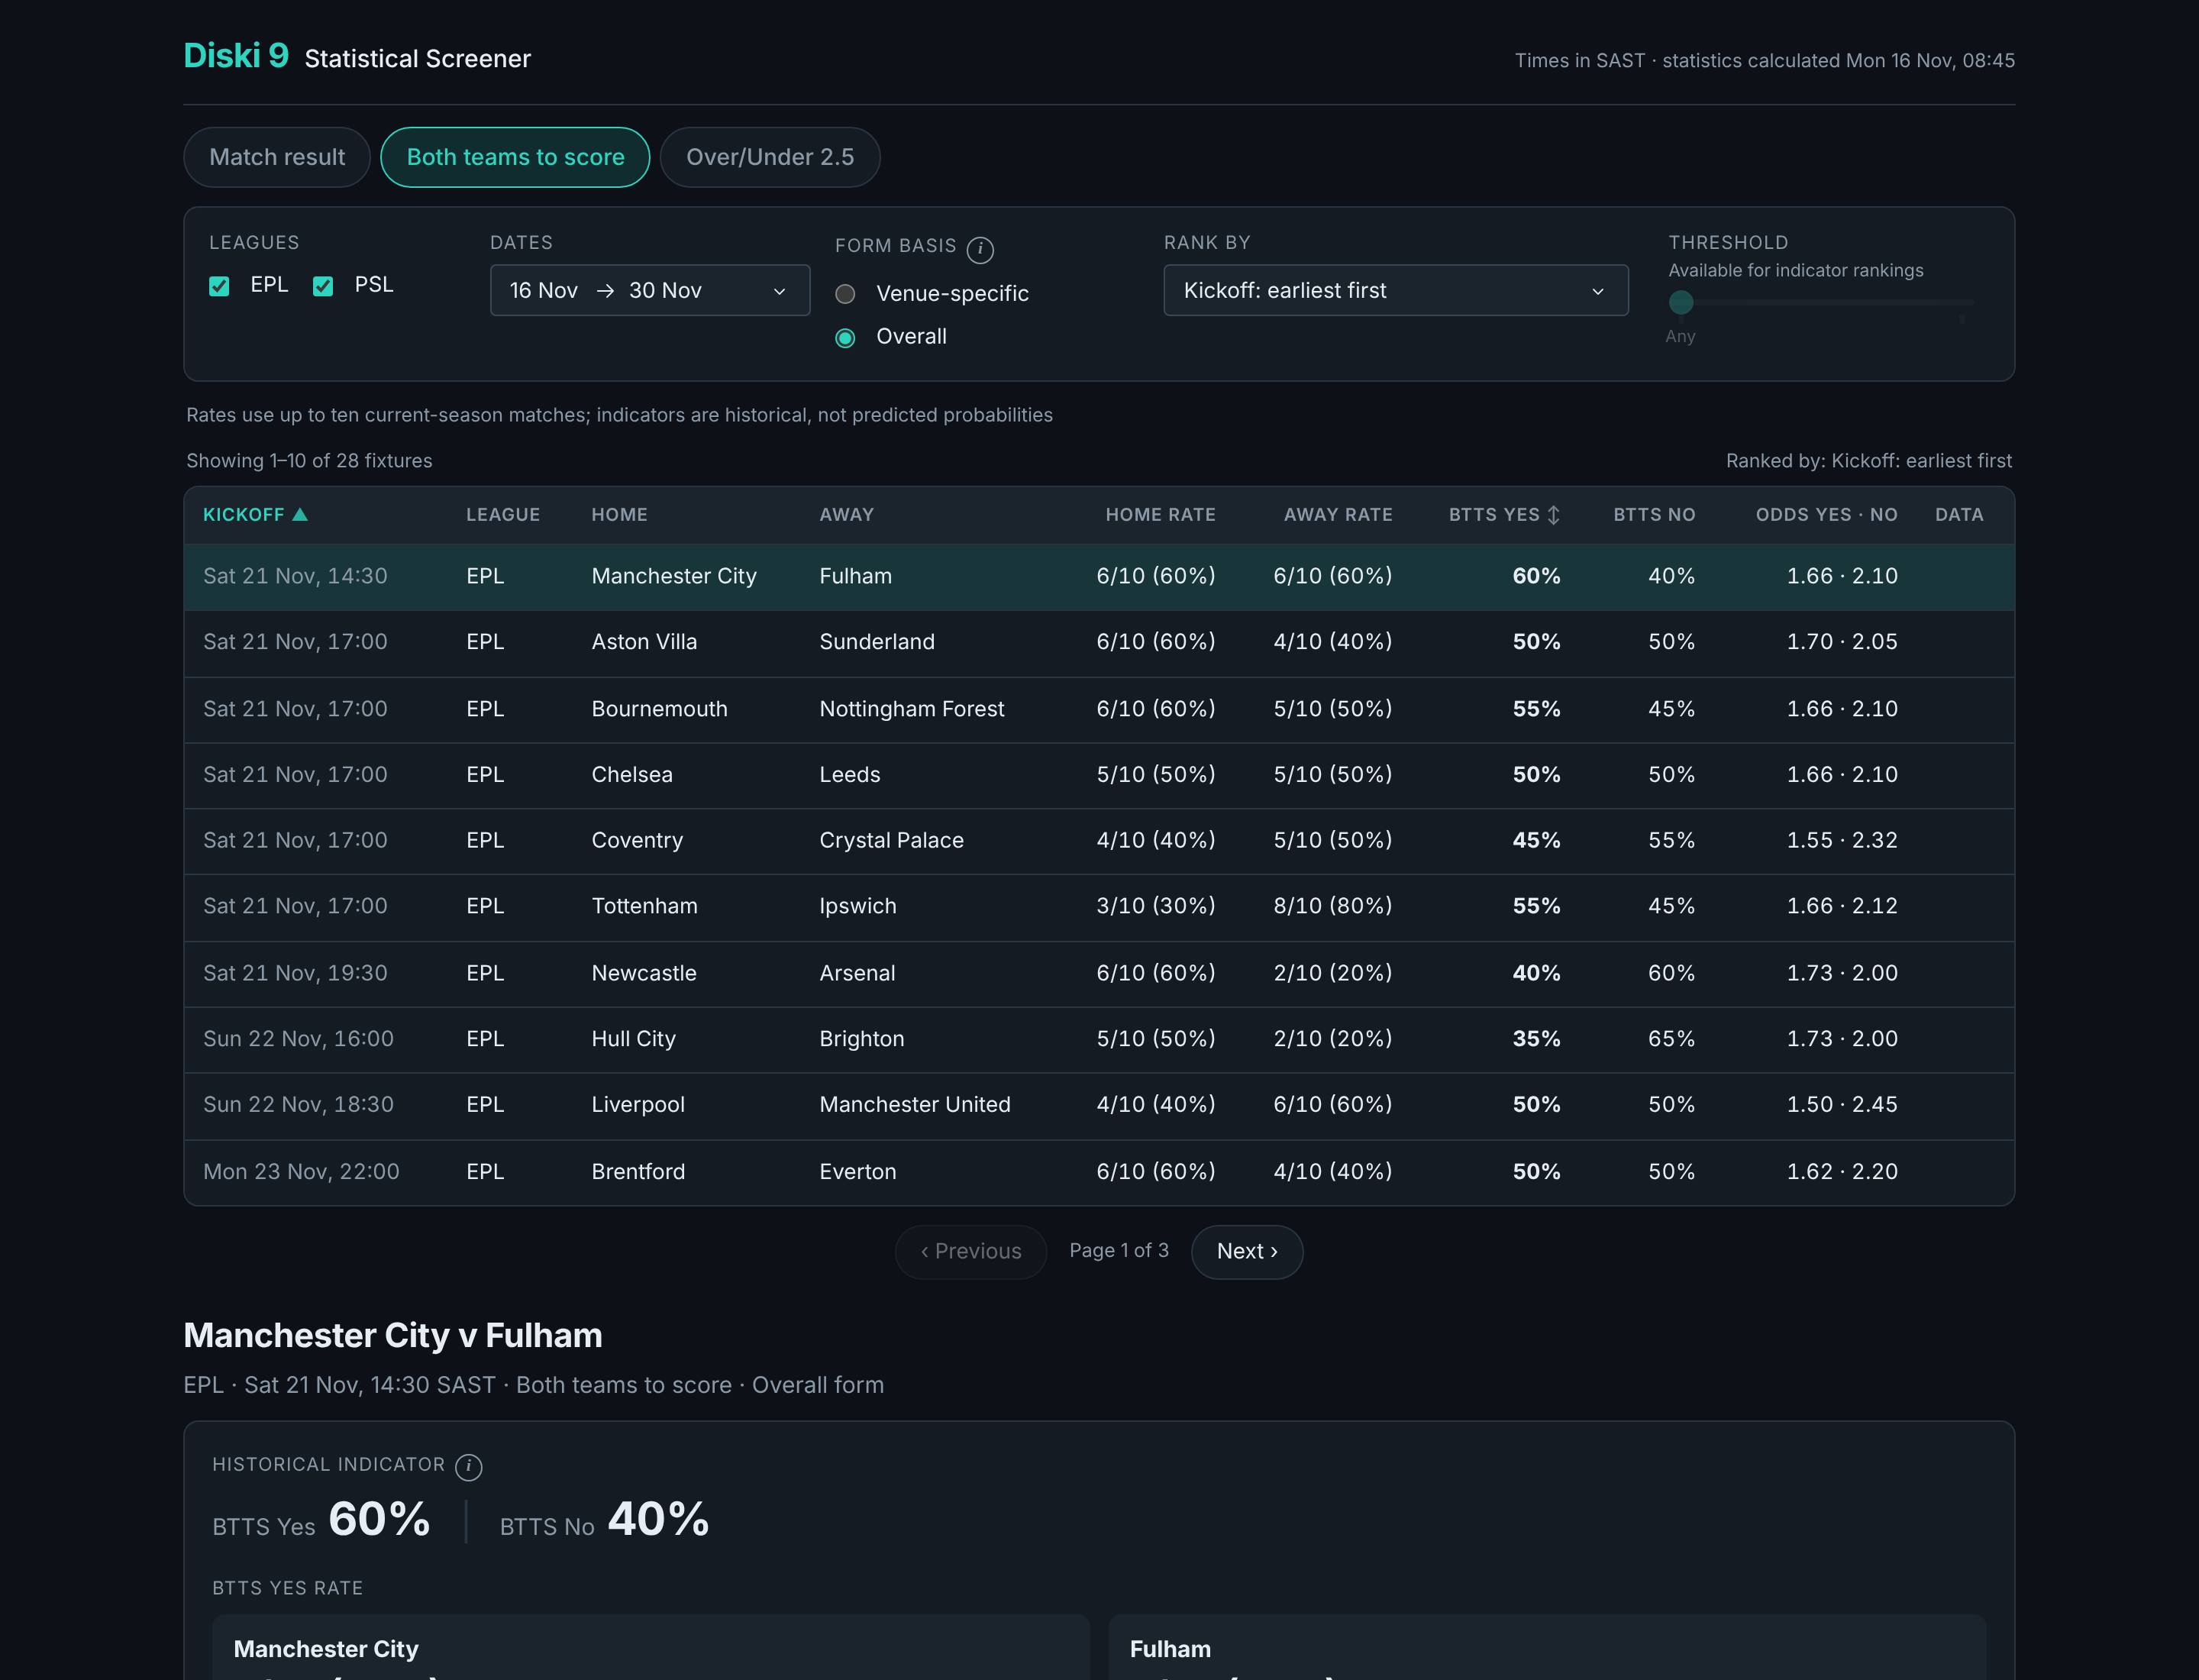 Diski 9 Statistical Screener
Times in SAST · statistics calculated Mon 16 Nov, 08:45
Match result Both teams to score Over/Under 2.5
LEAGUES DATES FORM BASIS i RANK BY THRESHOLD
EPL PSL 16 Nov → 30 Nov Venue-specific Kickoff: earliest first Available for indicator rankings
Overall Any
Rates use up to ten current-season matches; indicators are historical, not predicted probabilities
Showing 1–10 of 28 fixtures Ranked by: Kickoff: earliest first
KICKOFF ▲ LEAGUE HOME AWAY HOME RATE AWAY RATE BTTS YES ↕ BTTS NO ODDS YES · NO DATA
Sat 21 Nov, 14:30 EPL Manchester City Fulham 6/10 (60%) 6/10 (60%) 60% 40% 1.66 · 2.10
Sat 21 Nov, 17:00 EPL Aston Villa Sunderland 6/10 (60%) 4/10 (40%) 50% 50% 1.70 · 2.05
Sat 21 Nov, 17:00 EPL Bournemouth Nottingham Forest 6/10 (60%) 5/10 (50%) 55% 45% 1.66 · 2.10
Sat 21 Nov, 17:00 EPL Chelsea Leeds 5/10 (50%) 5/10 (50%) 50% 50% 1.66 · 2.10
Sat 21 Nov, 17:00 EPL Coventry Crystal Palace 4/10 (40%) 5/10 (50%) 45% 55% 1.55 · 2.32
Sat 21 Nov, 17:00 EPL Tottenham Ipswich 3/10 (30%) 8/10 (80%) 55% 45% 1.66 · 2.12
Sat 21 Nov, 19:30 EPL Newcastle Arsenal 6/10 (60%) 2/10 (20%) 40% 60% 1.73 · 2.00
Sun 22 Nov, 16:00 EPL Hull City Brighton 5/10 (50%) 2/10 (20%) 35% 65% 1.73 · 2.00
Sun 22 Nov, 18:30 EPL Liverpool Manchester United 4/10 (40%) 6/10 (60%) 50% 50% 1.50 · 2.45
Mon 23 Nov, 22:00 EPL Brentford Everton 6/10 (60%) 4/10 (40%) 50% 50% 1.62 · 2.20
‹ Previous Page 1 of 3 Next ›
Manchester City v Fulham
EPL · Sat 21 Nov, 14:30 SAST · Both teams to score · Overall form
HISTORICAL INDICATOR i
BTTS Yes 60% BTTS No 40%
BTTS YES RATE
Manchester City Fulham